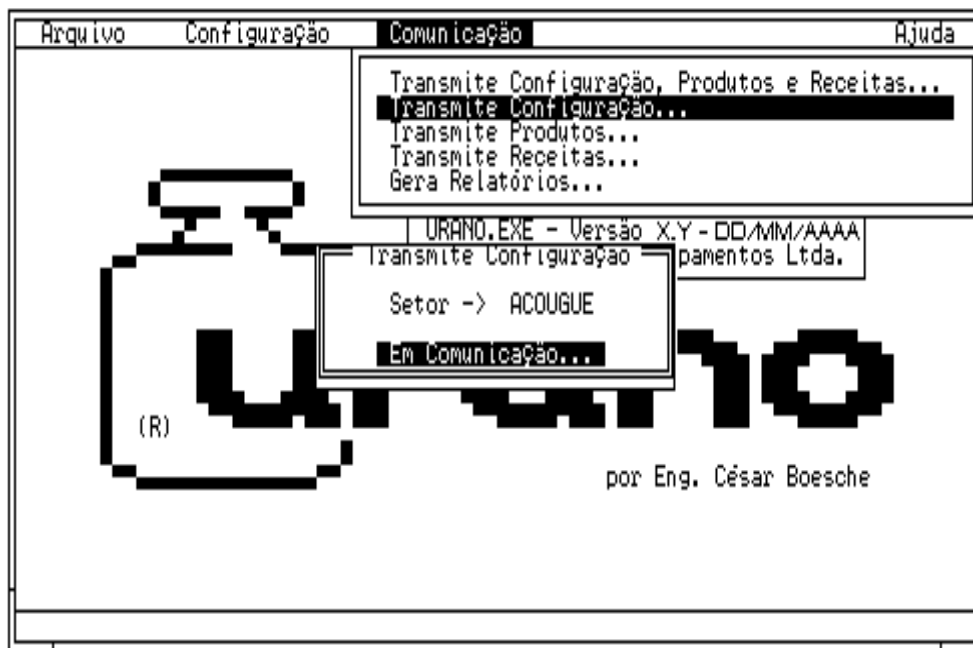 Arquivo Configuração Comunicação Ajuda
Transmite Configuração, Produtos e Receitas...
Transmite Configuração...
Transmite Produtos...
Transmite Receitas...
Gera Relatórios...
URANO.EXE - Versão X.Y - DD/MM/AAAA
pamentos Ltda.
Transmite Configuração
Setor -> ACOUGUE
Em Comunicação...
urano
(R)
por Eng. César Boesche